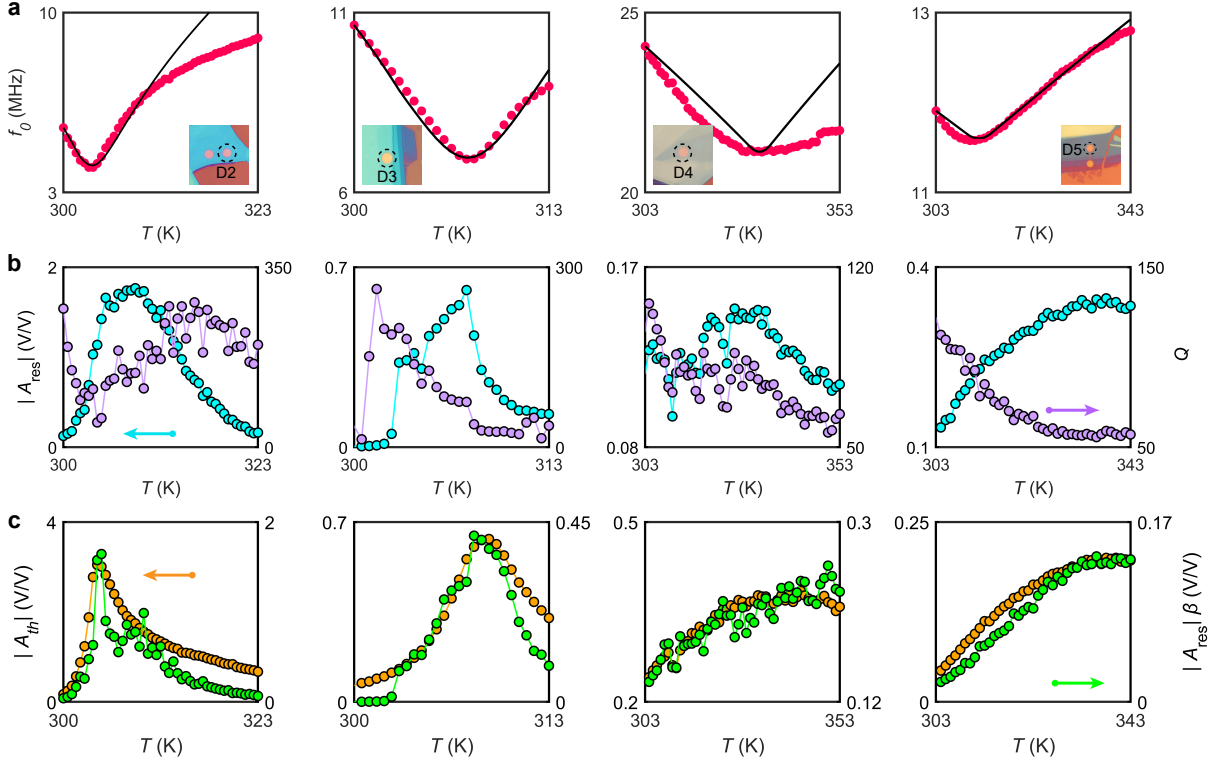 a
10
11
25
13
f0 (MHz)
D2
D3
D4
D5
3
6
20
11
300
323
300
313
303
353
303
343
T (K)
T (K)
T (K)
T (K)
b
2
350
0.7
300
0.17
120
0.4
150
| Ares| (V/V)
Q
0
0
0
0
0.08
50
0.1
50
300
323
300
313
303
353
303
343
T (K)
T (K)
T (K)
T (K)
c
4
2
0.7
0.45
0.5
0.3
0.25
0.17
| Ath| (V/V)
| Ares| β (V/V)
0
0
0
0
0.2
0.12
0
0
300
323
300
313
303
353
303
343
T (K)
T (K)
T (K)
T (K)